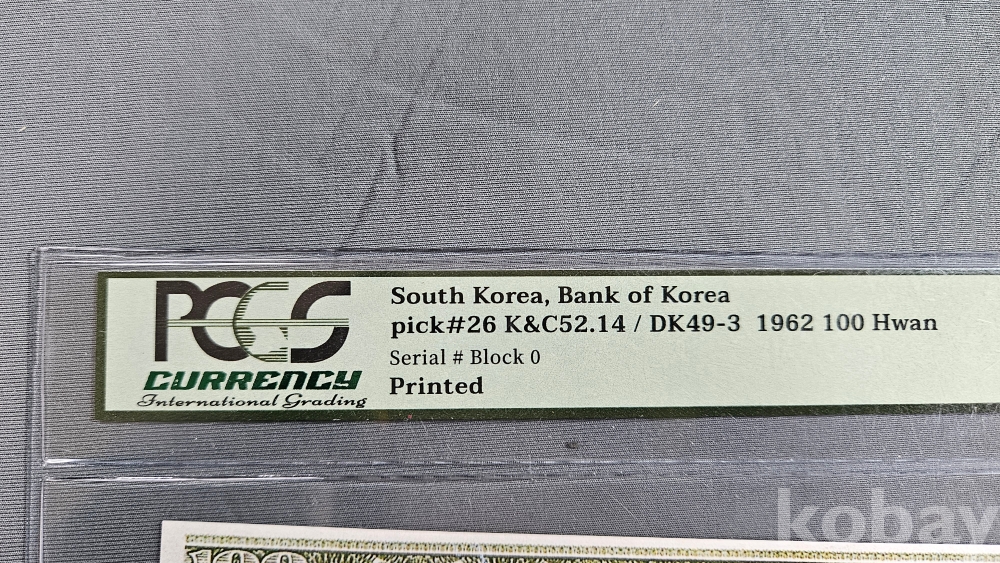 PCGS
CURRENCY
International Grading
South Korea, Bank of Korea
pick#26 K&C52.14 / DK49-3 1962 100 Hwan
Serial # Block 0
Printed
kobay
100